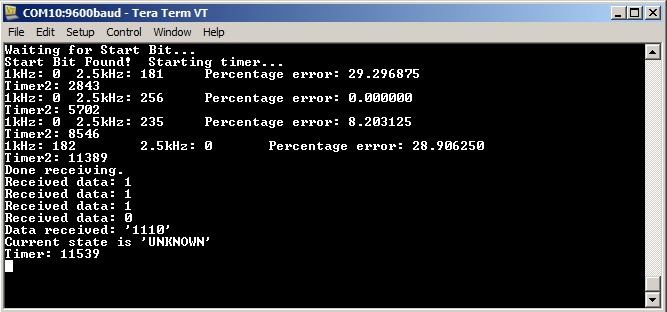 COM10:9600baud - Tera Term VT
File Edit Setup Control Window Help
Waiting for Start Bit...
Start Bit Found!  Starting timer...
1kHz: 0  2.5kHz: 181     Percentage error: 29.296875
Timer2: 2843
1kHz: 0  2.5kHz: 256     Percentage error: 0.000000
Timer2: 5702
1kHz: 0  2.5kHz: 235     Percentage error: 8.203125
Timer2: 8546
1kHz: 182        2.5kHz: 0       Percentage error: 28.906250
Timer2: 11389
Done receiving.
Received data: 1
Received data: 1
Received data: 1
Received data: 0
Data received: '1110'
Current state is 'UNKNOWN'
Timer: 11539